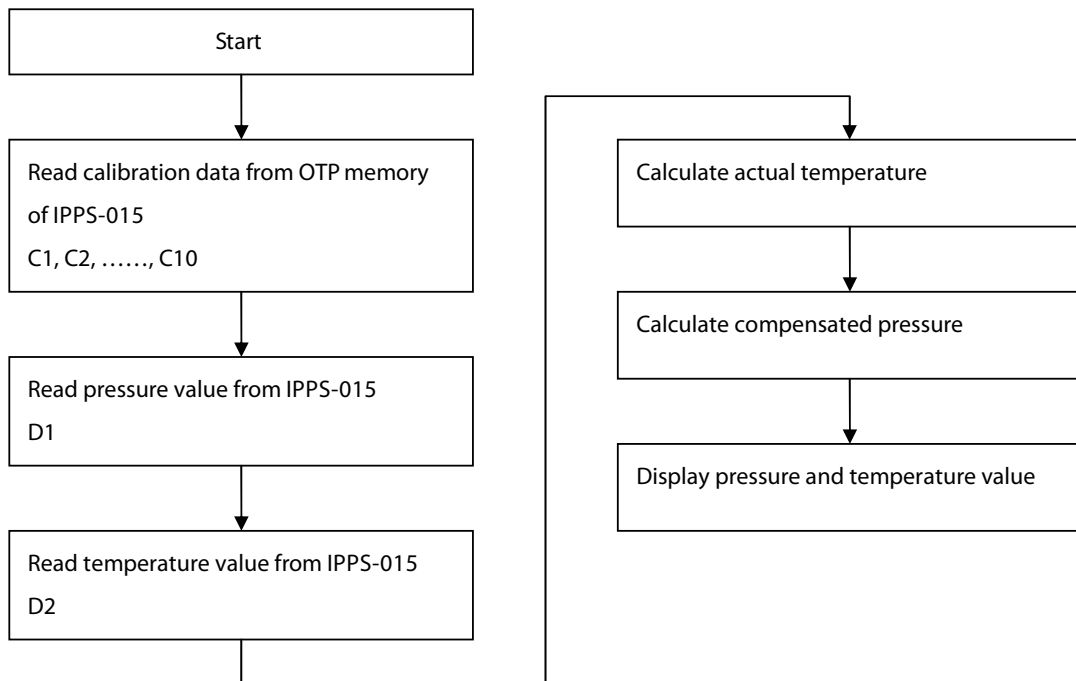 Start
Read calibration data from OTP memory
of IPPS-015
C1, C2, ……, C10
Read pressure value from IPPS-015
D1
Read temperature value from IPPS-015
D2
Calculate actual temperature
Calculate compensated pressure
Display pressure and temperature value